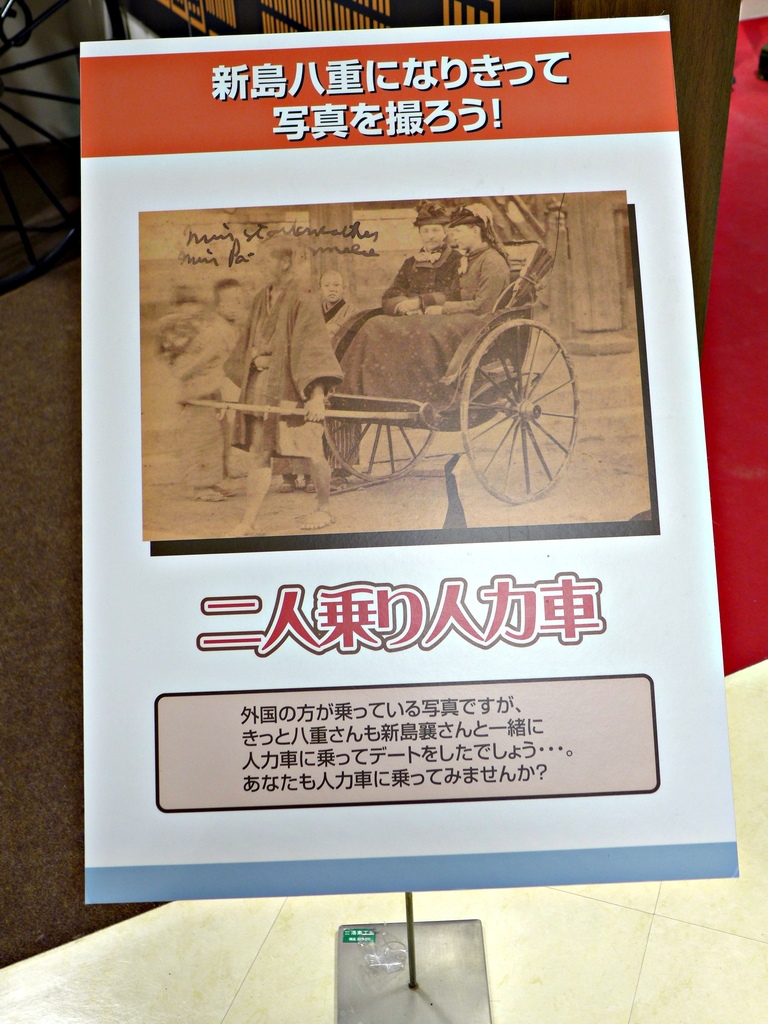 新島八重になりきって
写真を撮ろう!
Miss Starkweather
Miss Pa
二人乗り人力車
外国の方が乗っている写真ですが、
きっと八重さんも新島襄さんと一緒に
人力車に乗ってデートをしたでしょう・・・。
あなたも人力車に乗ってみませんか?